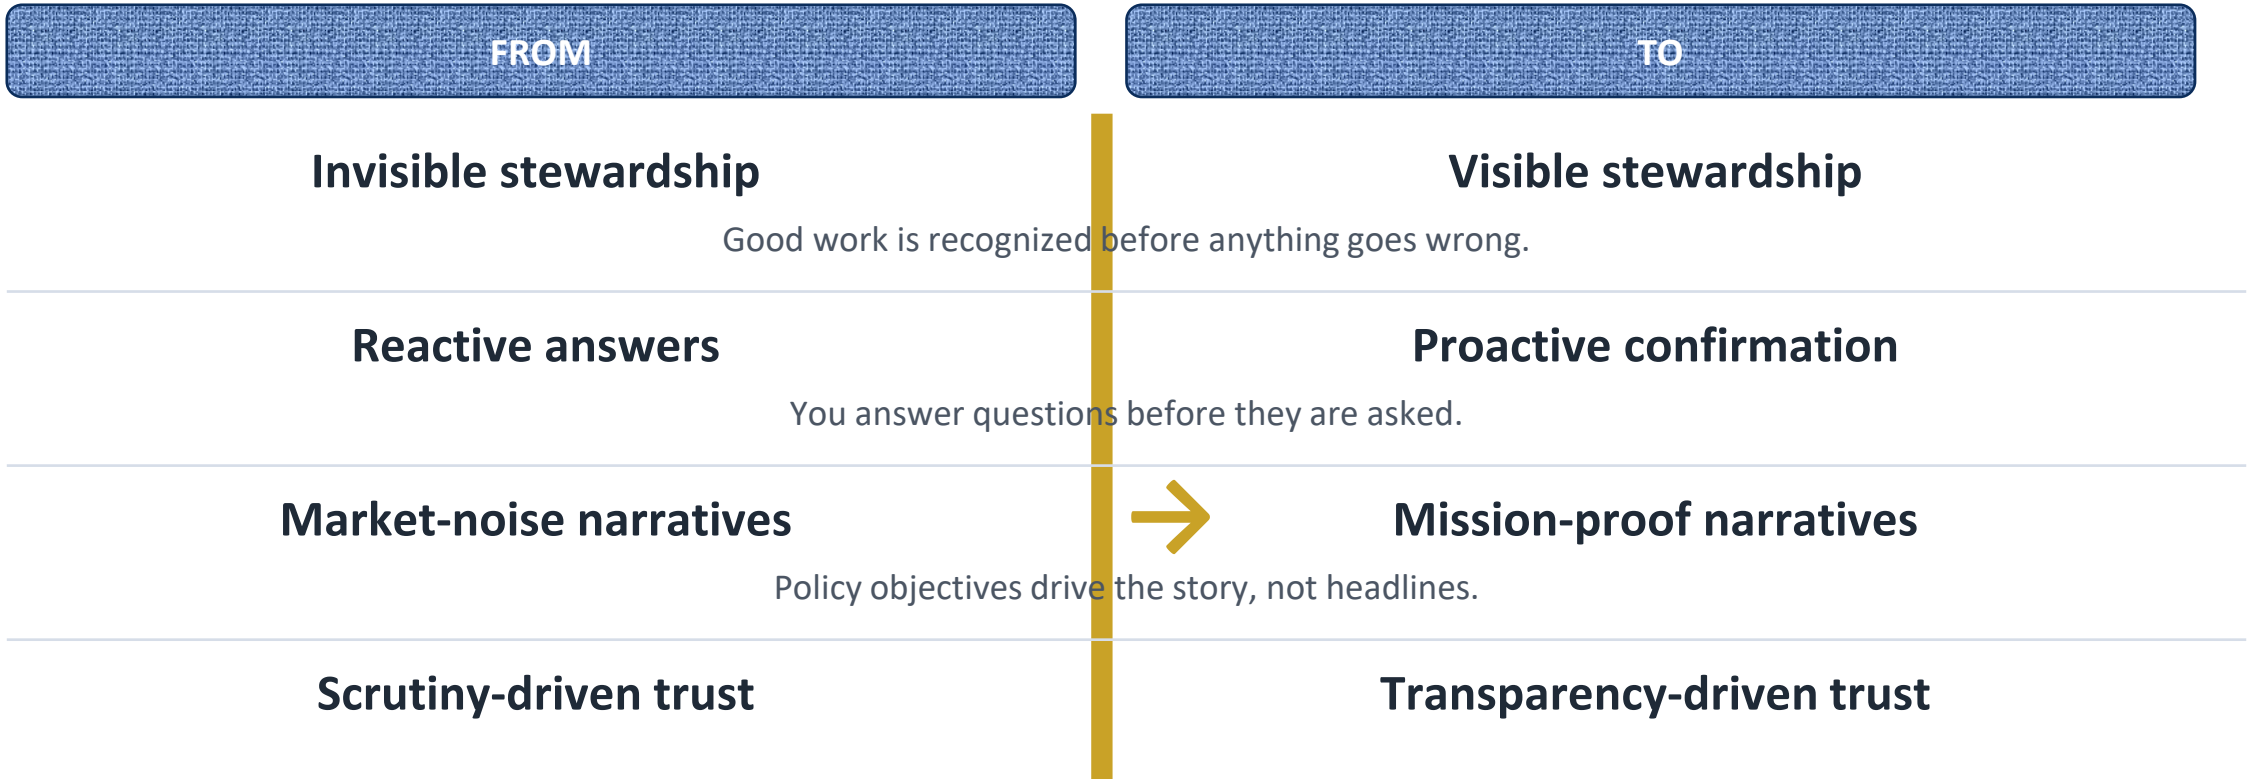 FROM
TO
Invisible stewardship
Visible stewardship
Good work is recognized before anything goes wrong.
Reactive answers
Proactive confirmation
You answer questions before they are asked.
Market-noise narratives
Mission-proof narratives
Policy objectives drive the story, not headlines.
Scrutiny-driven trust
Transparency-driven trust